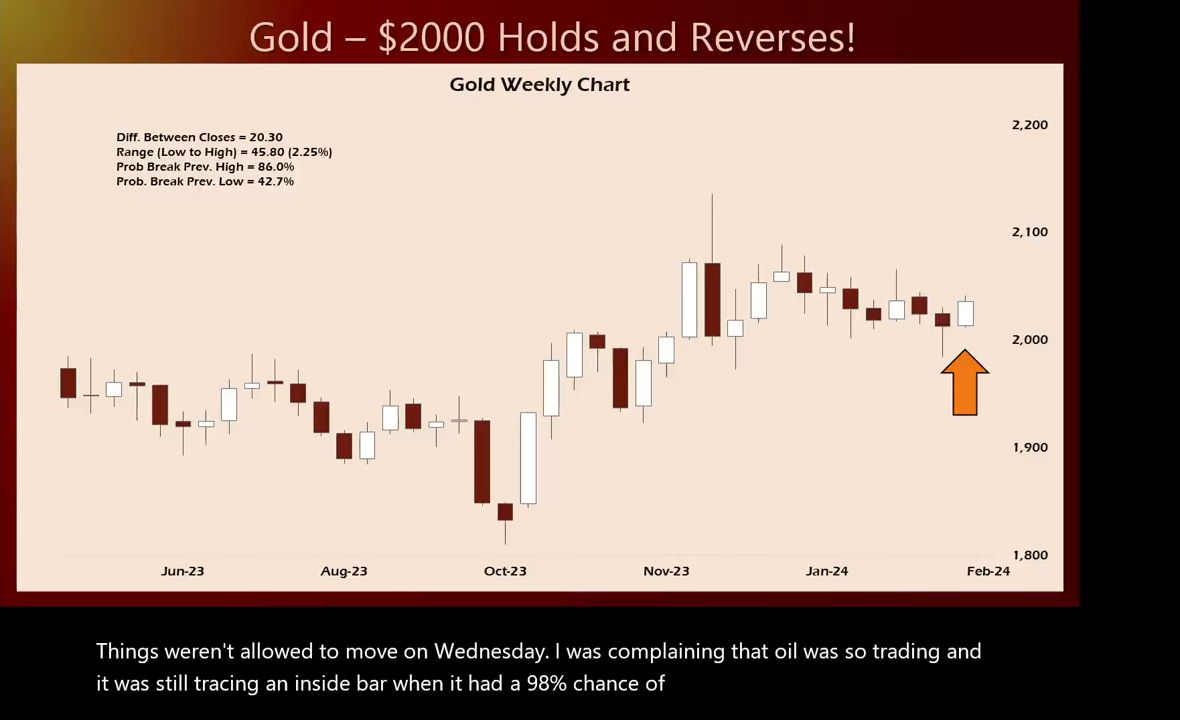 Gold – $2000 Holds and Reverses!
Gold Weekly Chart
Diff. Between Closes = 20.30
Range (Low to High) = 45.80 (2.25%)
Prob Break Prev. High = 86.0%
Prob. Break Prev. Low = 42.7%
2,200
2,100
2,000
1,900
1,800
Jun-23 Aug-23 Oct-23 Nov-23 Jan-24 Feb-24
Things weren't allowed to move on Wednesday. I was complaining that oil was so trading and
it was still tracing an inside bar when it had a 98% chance of